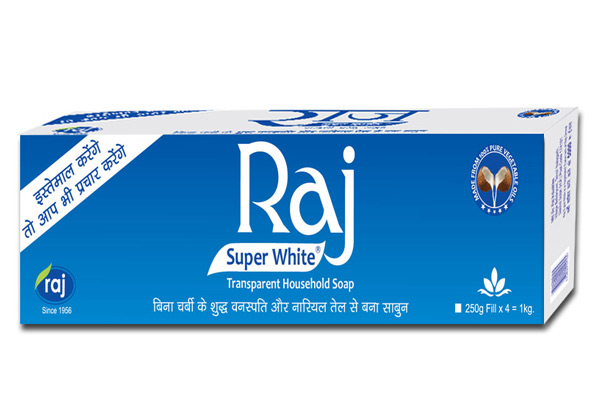 इस्तेमाल करेंगे
तो आप भी प्रचार करेंगे
Raj
Super White®
Transparent Household Soap
बिना चर्बी के शुद्ध वनस्पति और नारियल तेल से बना साबुन
raj
Since 1956
MADE FROM 100% PURE VEGETABLE OILS
250g Fill x 4 = 1kg.